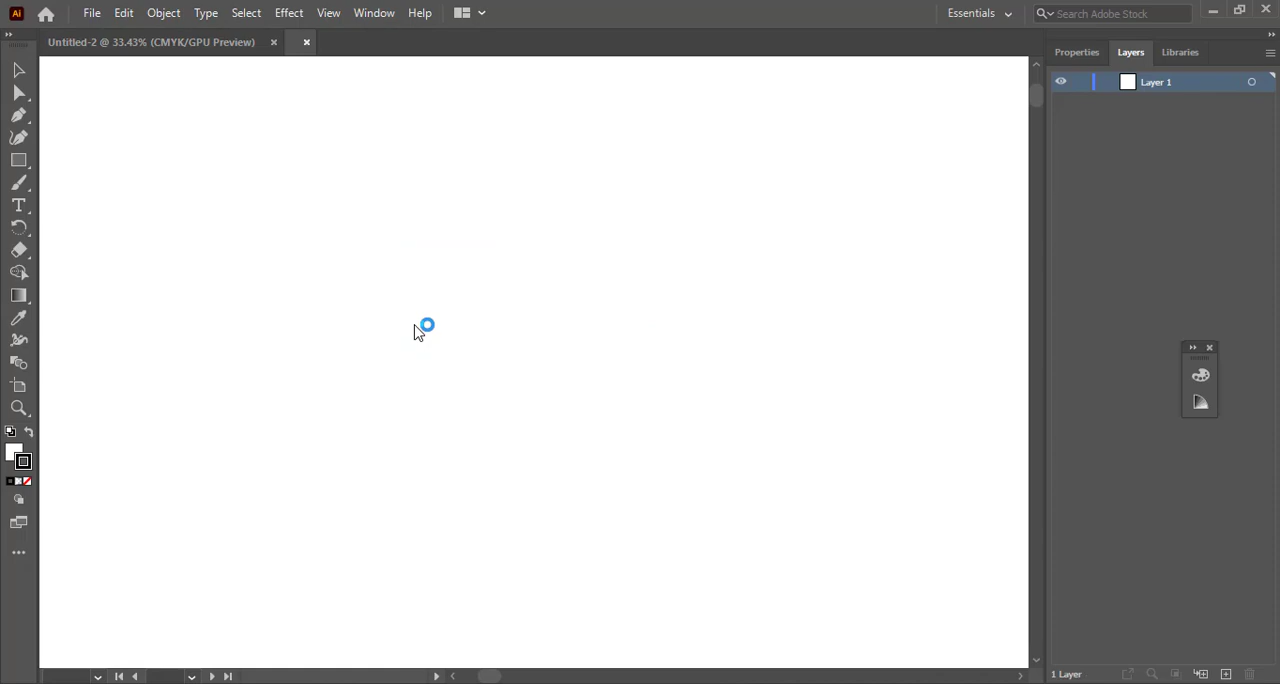 Ai File Edit Object Type Select Effect View Window Help Essentials Search Adobe Stock
Untitled-2 @ 33.43% (CMYK/GPU Preview)
Properties Layers Libraries
Layer 1
T
1 Layer